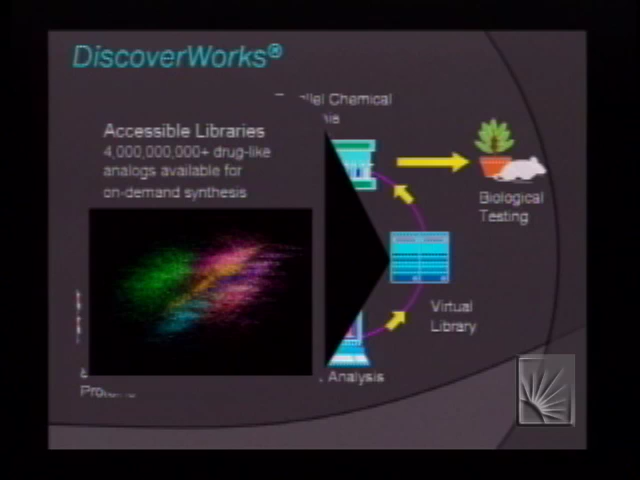 DiscoverWorks®
Chemical
Accessible Libraries
4,000,000,000+ drug-like
analogs available for
on-demand synthesis
Biological
Testing
Virtual
Library
Analysis